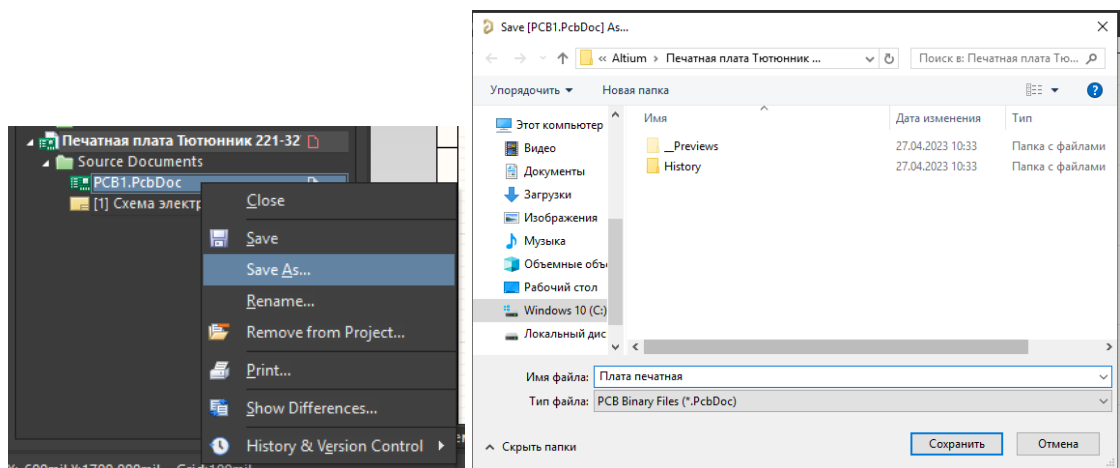 Печатная плата Тютюнник 221-32
Source Documents
PCB1.PcbDoc
[1] Схема электр
Close
Save
Save As...
Rename...
Remove from Project...
Print...
Show Differences...
History & Version Control
Save [PCB1.PcbDoc] As...
« Altium › Печатная плата Тютюнник ...
Поиск в: Печатная плата Тю...
Упорядочить
Новая папка
Этот компьютер
Видео
Документы
Загрузки
Изображения
Музыка
Объемные объ
Рабочий стол
Windows 10 (C:)
Локальный дис
Имя Дата изменения Тип
__Previews 27.04.2023 10:33 Папка с файлами
History 27.04.2023 10:33 Папка с файлами
Имя файла: Плата печатная
Тип файла: PCB Binary Files (*.PcbDoc)
Скрыть папки
Сохранить
Отмена